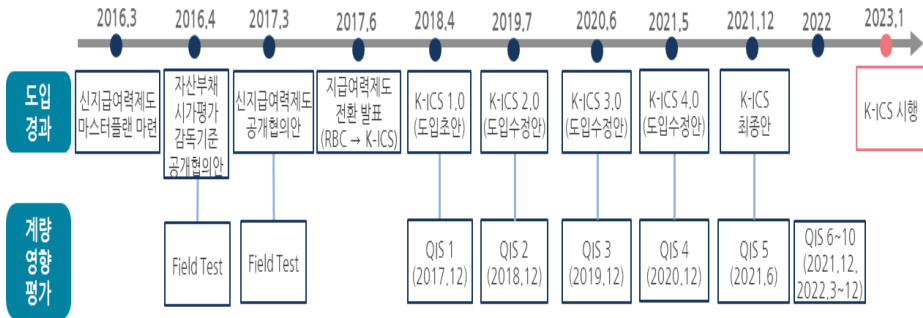 2016.3 2016.4 2017.3 2017.6 2018.4 2019.7 2020.6 2021.5 2021.12 2022 2023.1
도입
경과
신지급여력제도
마스터플랜 마련
자산부채
시가평가
감독기준
공개협의안
신지급여력제도
공개협의안
지급여력제도
전환 발표
(RBC → K-ICS)
K-ICS 1.0
(도입초안)
K-ICS 2.0
(도입수정안)
K-ICS 3.0
(도입수정안)
K-ICS 4.0
(도입수정안)
K-ICS
최종안
K-ICS 시행
계량
영향
평가
Field Test
Field Test
QIS 1
(2017.12)
QIS 2
(2018.12)
QIS 3
(2019.12)
QIS 4
(2020.12)
QIS 5
(2021.6)
QIS 6~10
(2021.12,
2022.3~12)